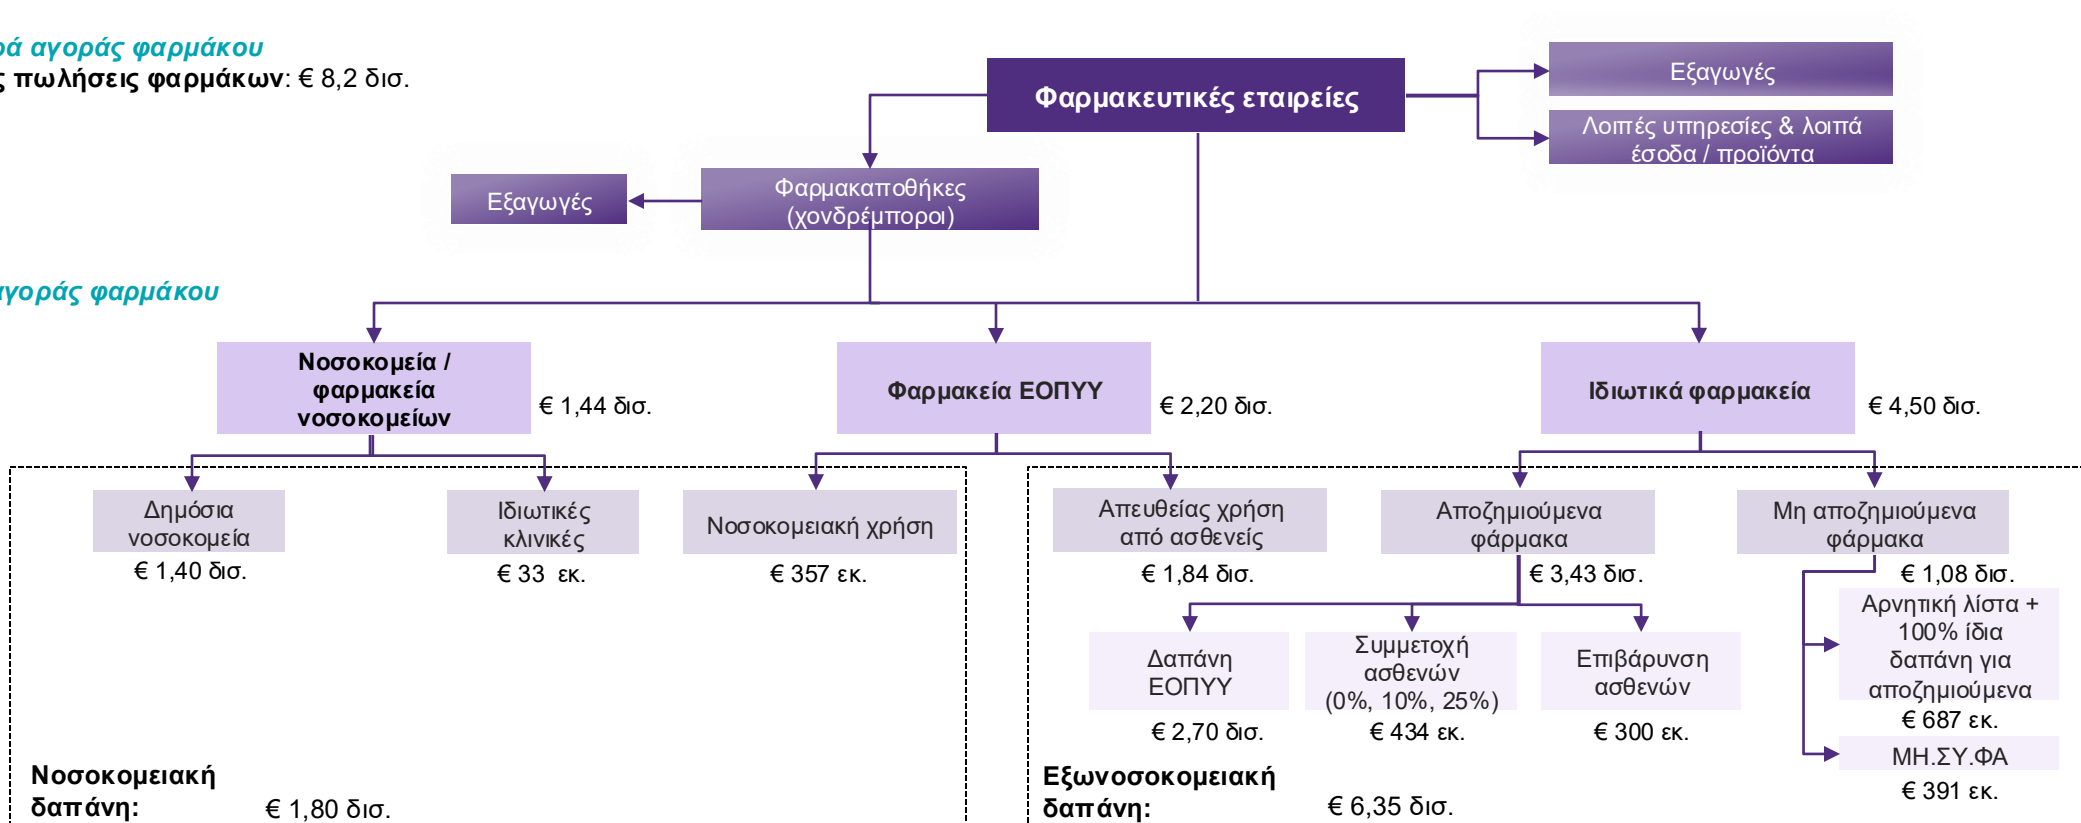 αγοράς φαρμάκου
πωλήσεις φαρμάκων: € 8,2 δισ.
Φαρμακευτικές εταιρείες
Εξαγωγές
Λοιπές υπηρεσίες & λοιπά
έσοδα / προϊόντα
Φαρμακαποθήκες
(χονδρέμποροι)
Εξαγωγές
αγοράς φαρμάκου
Νοσοκομεία /
φαρμακεία
νοσοκομείων
€ 1,44 δισ.
Φαρμακεία ΕΟΠΥΥ
€ 2,20 δισ.
Ιδιωτικά φαρμακεία
€ 4,50 δισ.
Δημόσια
νοσοκομεία
€ 1,40 δισ.
Ιδιωτικές
κλινικές
€ 33 εκ.
Νοσοκομειακή χρήση
€ 357 εκ.
Απευθείας χρήση
από ασθενείς
€ 1,84 δισ.
Αποζημιούμενα
φάρμακα
€ 3,43 δισ.
Μη αποζημιούμενα
φάρμακα
€ 1,08 δισ.
Δαπάνη
ΕΟΠΥΥ
€ 2,70 δισ.
Συμμετοχή
ασθενών
(0%, 10%, 25%)
€ 434 εκ.
Επιβάρυνση
ασθενών
€ 300 εκ.
Αρνητική λίστα +
100% ίδια
δαπάνη για
αποζημιούμενα
€ 687 εκ.
ΜΗ.ΣΥ.ΦΑ
€ 391 εκ.
Νοσοκομειακή
δαπάνη:
€ 1,80 δισ.
Εξωνοσοκομειακή
δαπάνη:
€ 6,35 δισ.